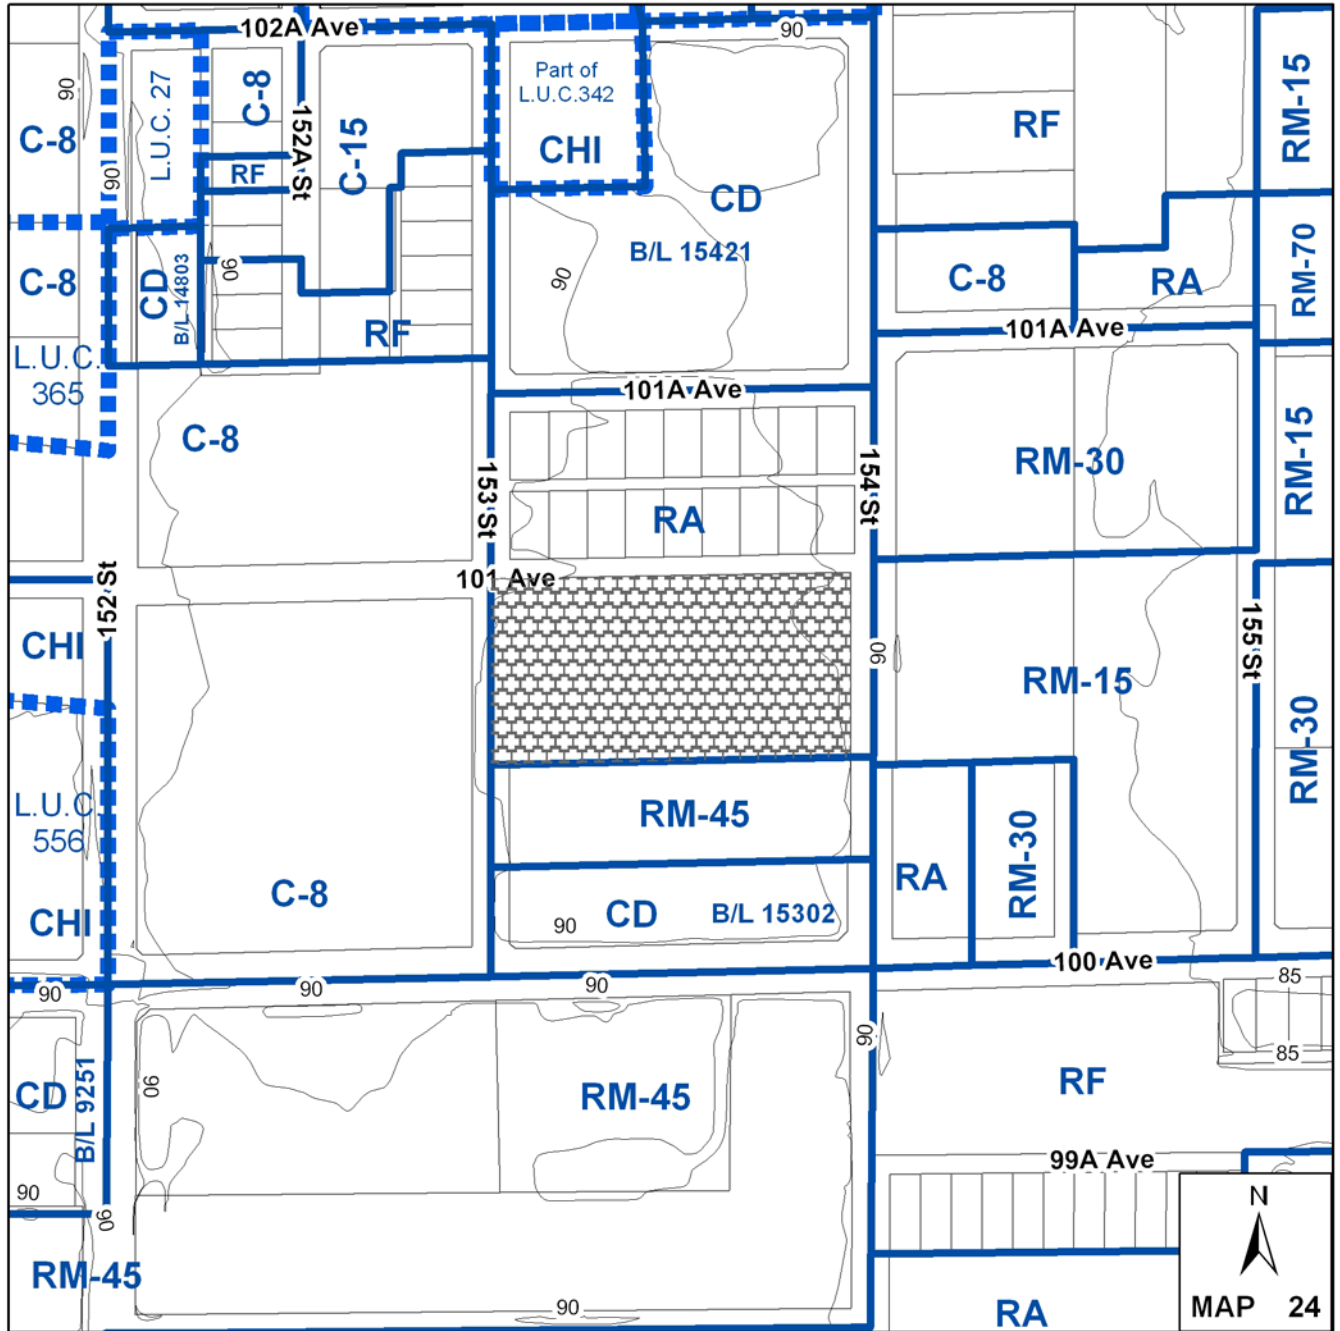 102A Ave
90
90
C-8
L.U.C. 27
90
C-8
RF
152A St
C-15
Part of
L.U.C.342
CHI
CD
B/L 15421
90
RF
RM-15
C-8
CD
B/L 14803
90
RF
C-8
RA
RM-70
101A Ave
101A Ave
L.U.C.
365
C-8
153 St
154 St
RA
RM-30
RM-15
101 Ave
152 St
CHI
90
RM-15
155 St
RM-30
L.U.C.
556
CHI
C-8
RM-45
CD
B/L 15302
90
RA
RM-30
100 Ave
90
90
90
85
85
CD
B/L 9251
90
RM-45
90
RF
99A Ave
90
90
RM-45
90
RA
N
MAP 24